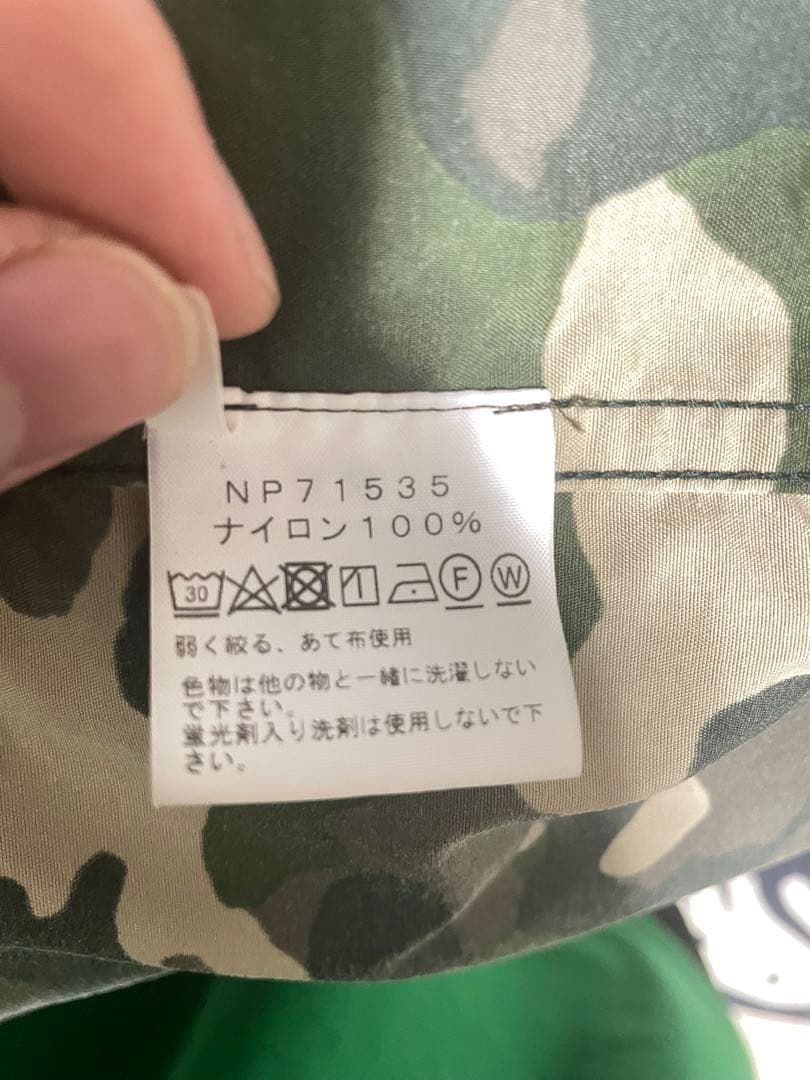 NP71535
ナイロン100%
30 F W
弱く絞る、あて布使用
色物は他の物と一緒に洗濯しない
で下さい。
蛍光剤入り洗剤は使用しないで下
さい。